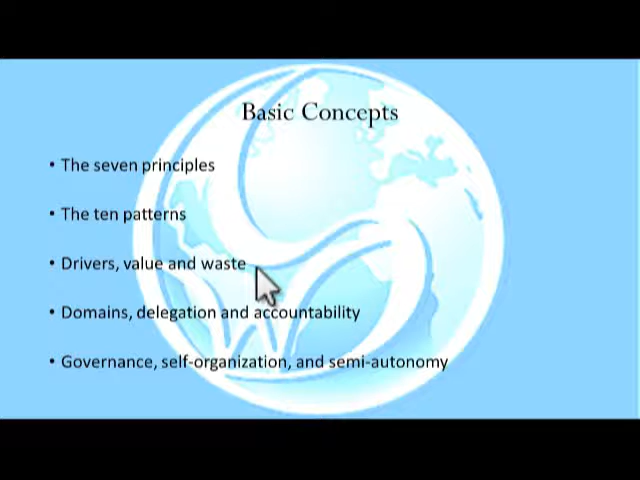 Basic Concepts
• The seven principles
• The ten patterns
• Drivers, value and waste
• Domains, delegation and accountability
• Governance, self-organization, and semi-autonomy